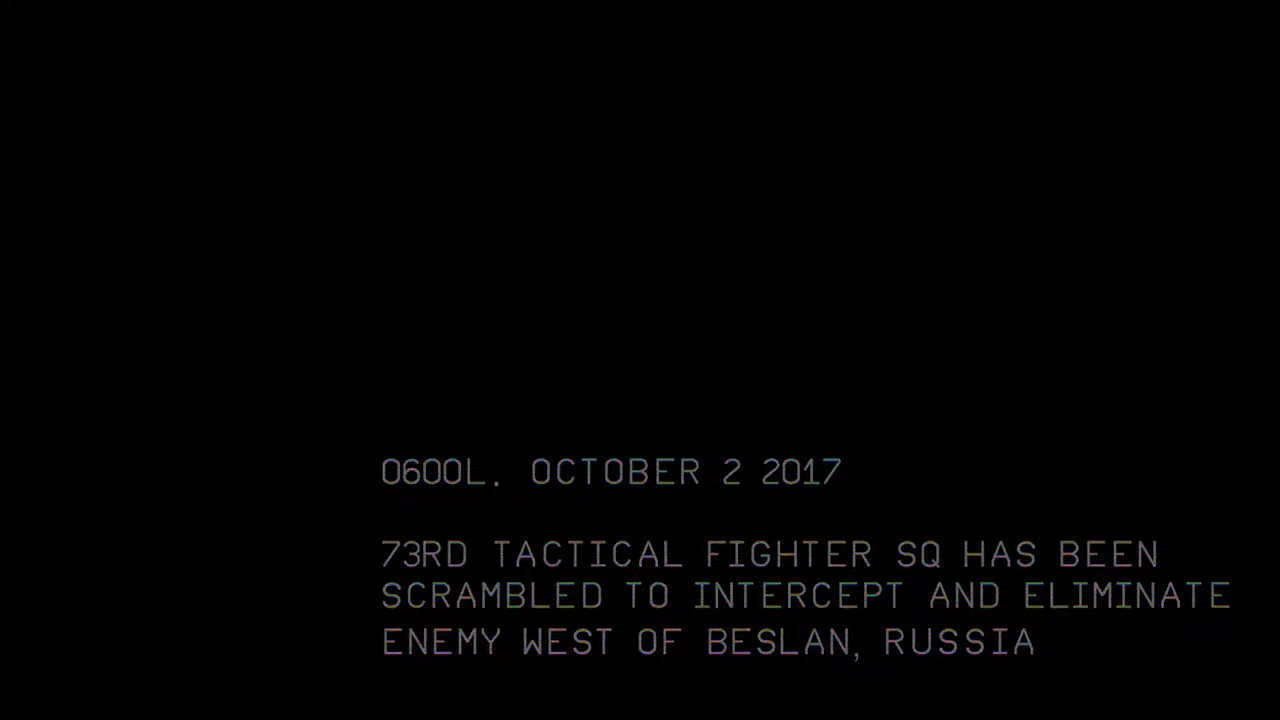 0600L. OCTOBER 2 2017
73RD TACTICAL FIGHTER SQ HAS BEEN
SCRAMBLED TO INTERCEPT AND ELIMINATE
ENEMY WEST OF BESLAN, RUSSIA